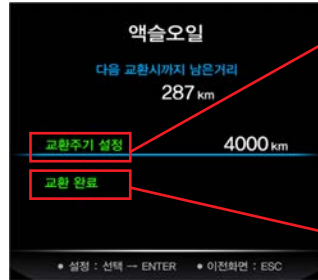 액슬오일
다음 교환시까지 남은거리
287 km
교환주기 설정 4000 km
교환 완료
● 설정 : 선택 → ENTER ● 이전화면 : ESC